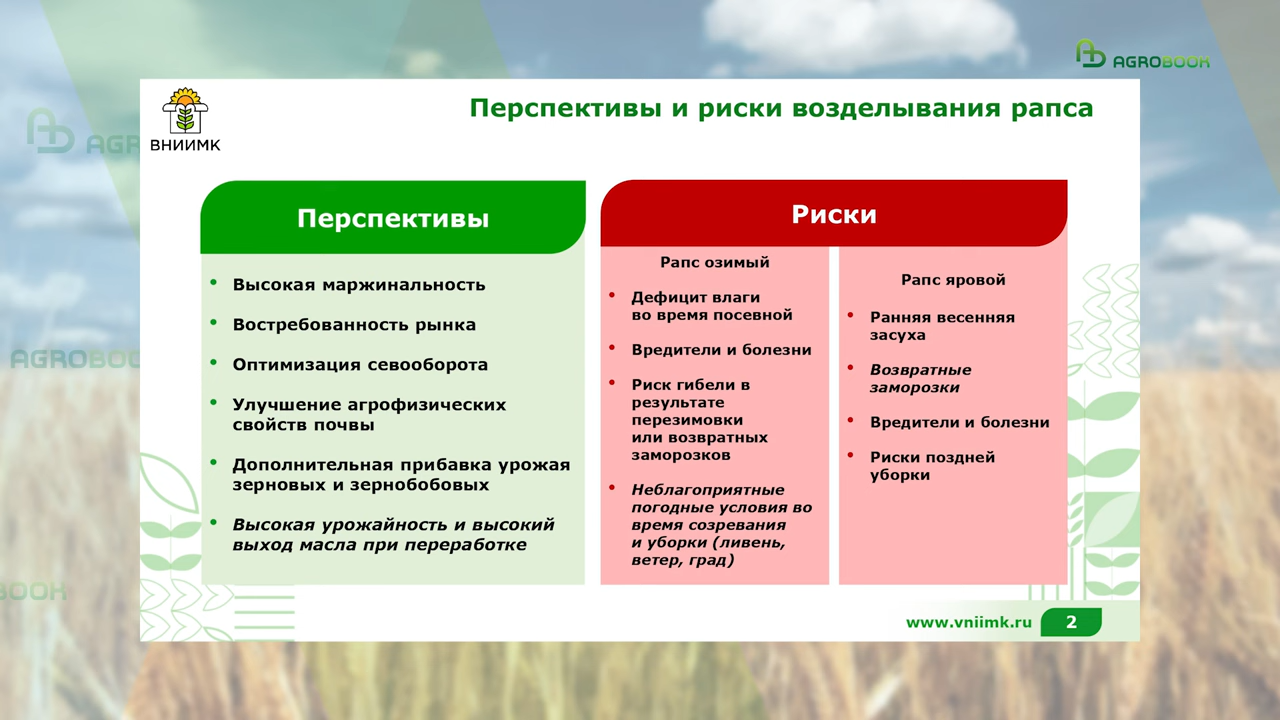 AGROBOOK
ВНИИМК
Перспективы и риски возделывания рапса
Перспективы
• Высокая маржинальность
• Востребованность рынка
• Оптимизация севооборота
• Улучшение агрофизических
свойств почвы
• Дополнительная прибавка урожая
зерновых и зернобобовых
• Высокая урожайность и высокий
выход масла при переработке
Риски
Рапс озимый
• Дефицит влаги
во время посевной
• Вредители и болезни
• Риск гибели в
результате
перезимовки
или возвратных
заморозков
• Неблагоприятные
погодные условия во
время созревания
и уборки (ливень,
ветер, град)
Рапс яровой
• Ранняя весенняя
засуха
• Возвратные
заморозки
• Вредители и болезни
• Риски поздней
уборки
www.vniimk.ru
2
AGR
AGROBOO
BOOK